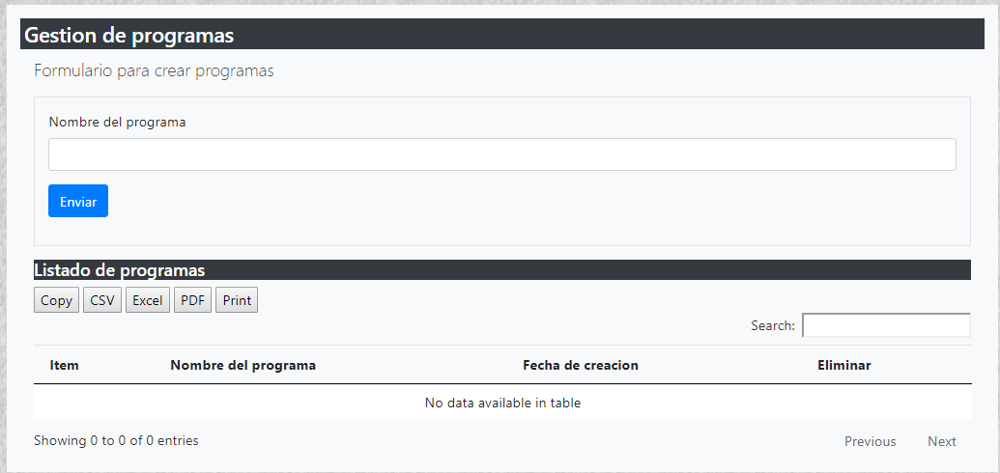 Gestion de programas
Formulario para crear programas
Nombre del programa
Enviar
Listado de programas
Copy CSV Excel PDF Print
Search:
Item Nombre del programa Fecha de creacion Eliminar
No data available in table
Showing 0 to 0 of 0 entries Previous Next